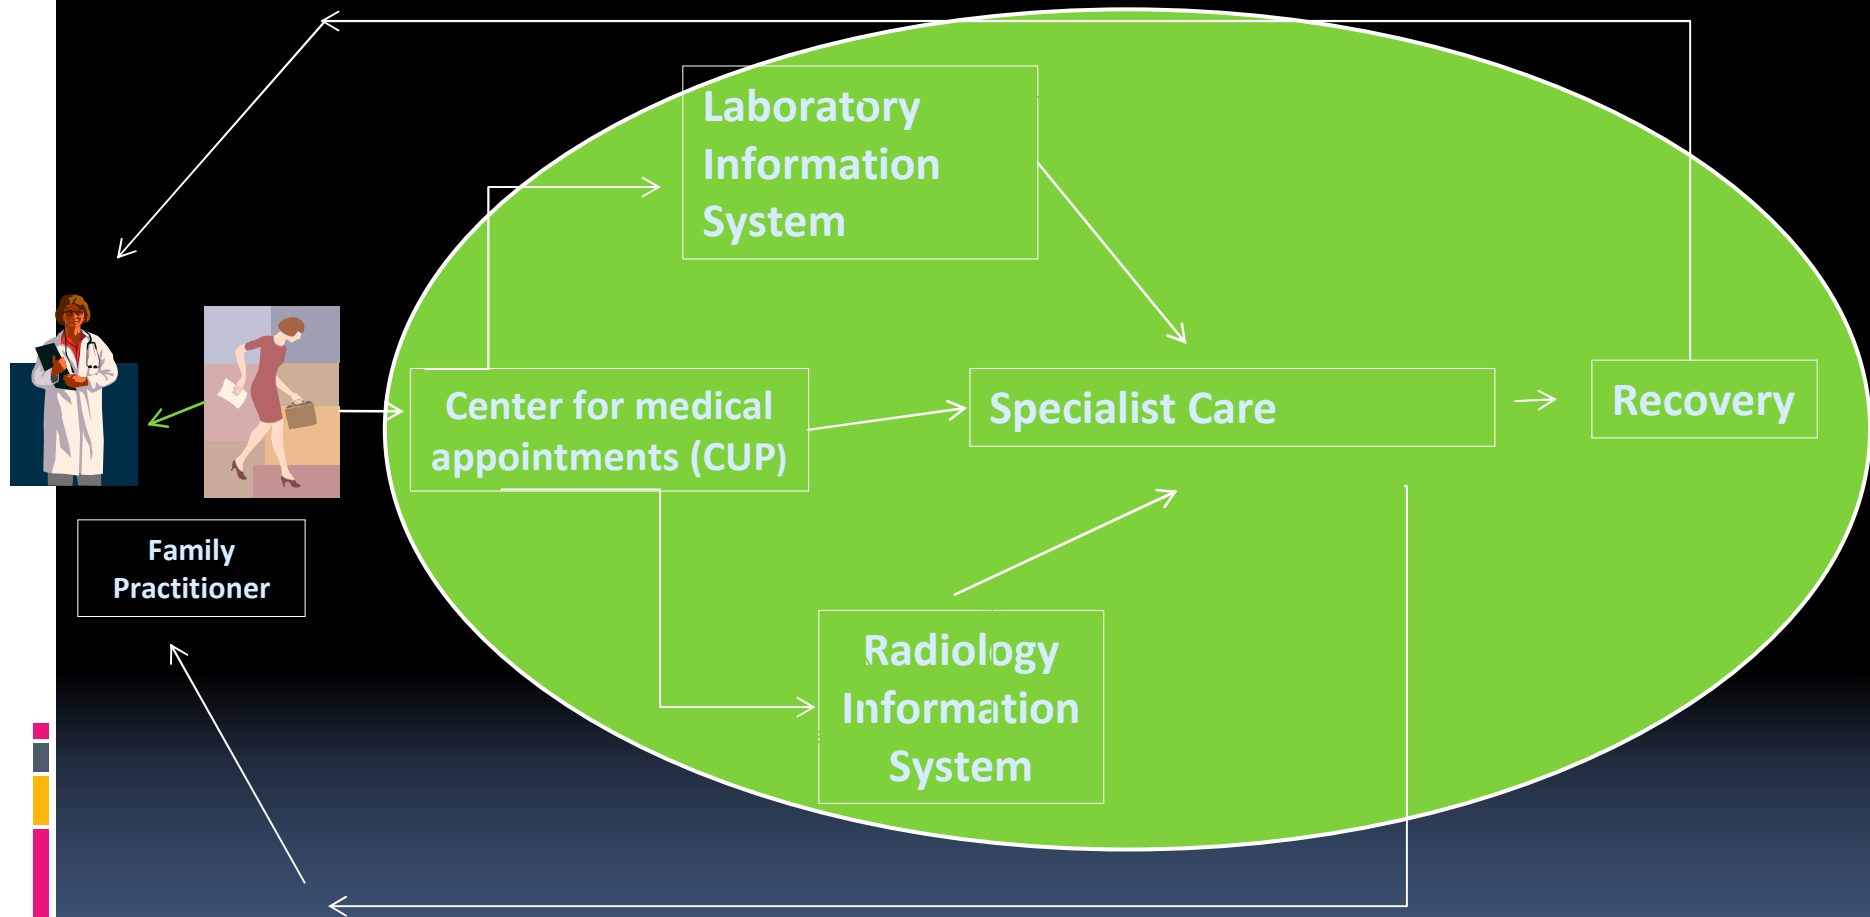 Laboratory
Information
System
Center for medical
appointments (CUP)
Specialist Care
Recovery
Family
Practitioner
Radiology
Information
System